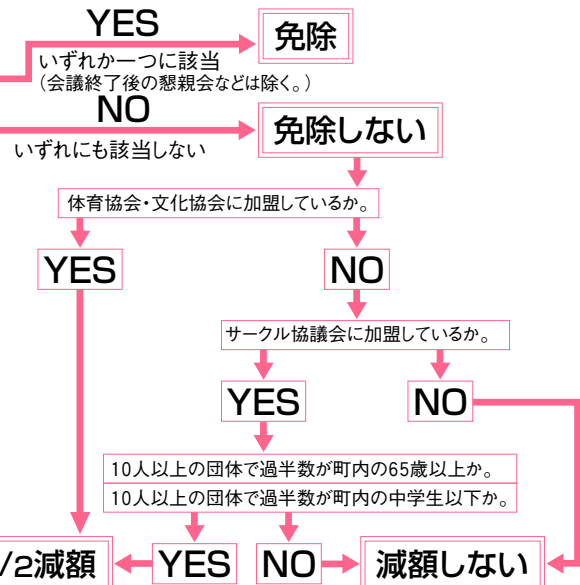 YES
免除
いずれか一つに該当
（会議終了後の懇親会などは除く。）
NO
免除しない
いずれにも該当しない
体育協会・文化協会に加盟しているか。
YES
NO
サークル協議会に加盟しているか。
YES
NO
10人以上の団体で過半数が町内の65歳以上か。
10人以上の団体で過半数が町内の中学生以下か。
/2減額
YES
NO
減額しない